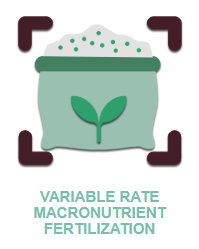 VARIABLE RATE
MACRONUTRIENT
FERTILIZATION